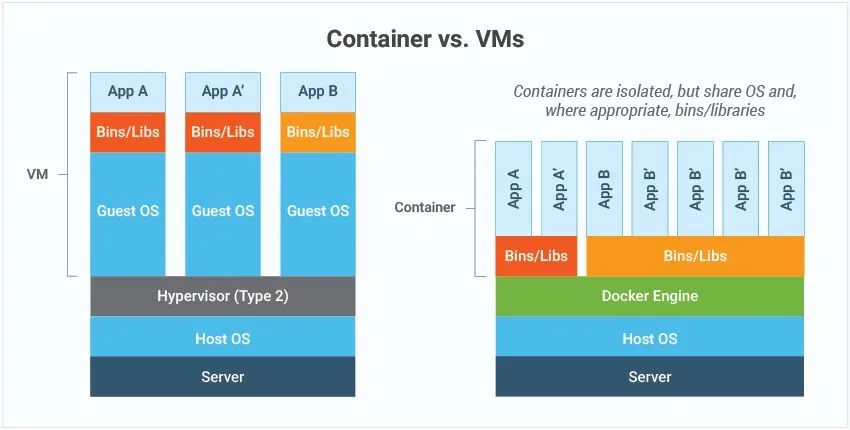 Container vs. VMs
App A
App A’
App B
Bins/Libs
Bins/Libs
Bins/Libs
VM
Guest OS
Guest OS
Guest OS
Hypervisor (Type 2)
Host OS
Server
Containers are isolated, but share OS and,
where appropriate, bins/libraries
Container
App A
App A’
App B
App B’
App B’
App B’
App B’
Bins/Libs
Bins/Libs
Docker Engine
Host OS
Server